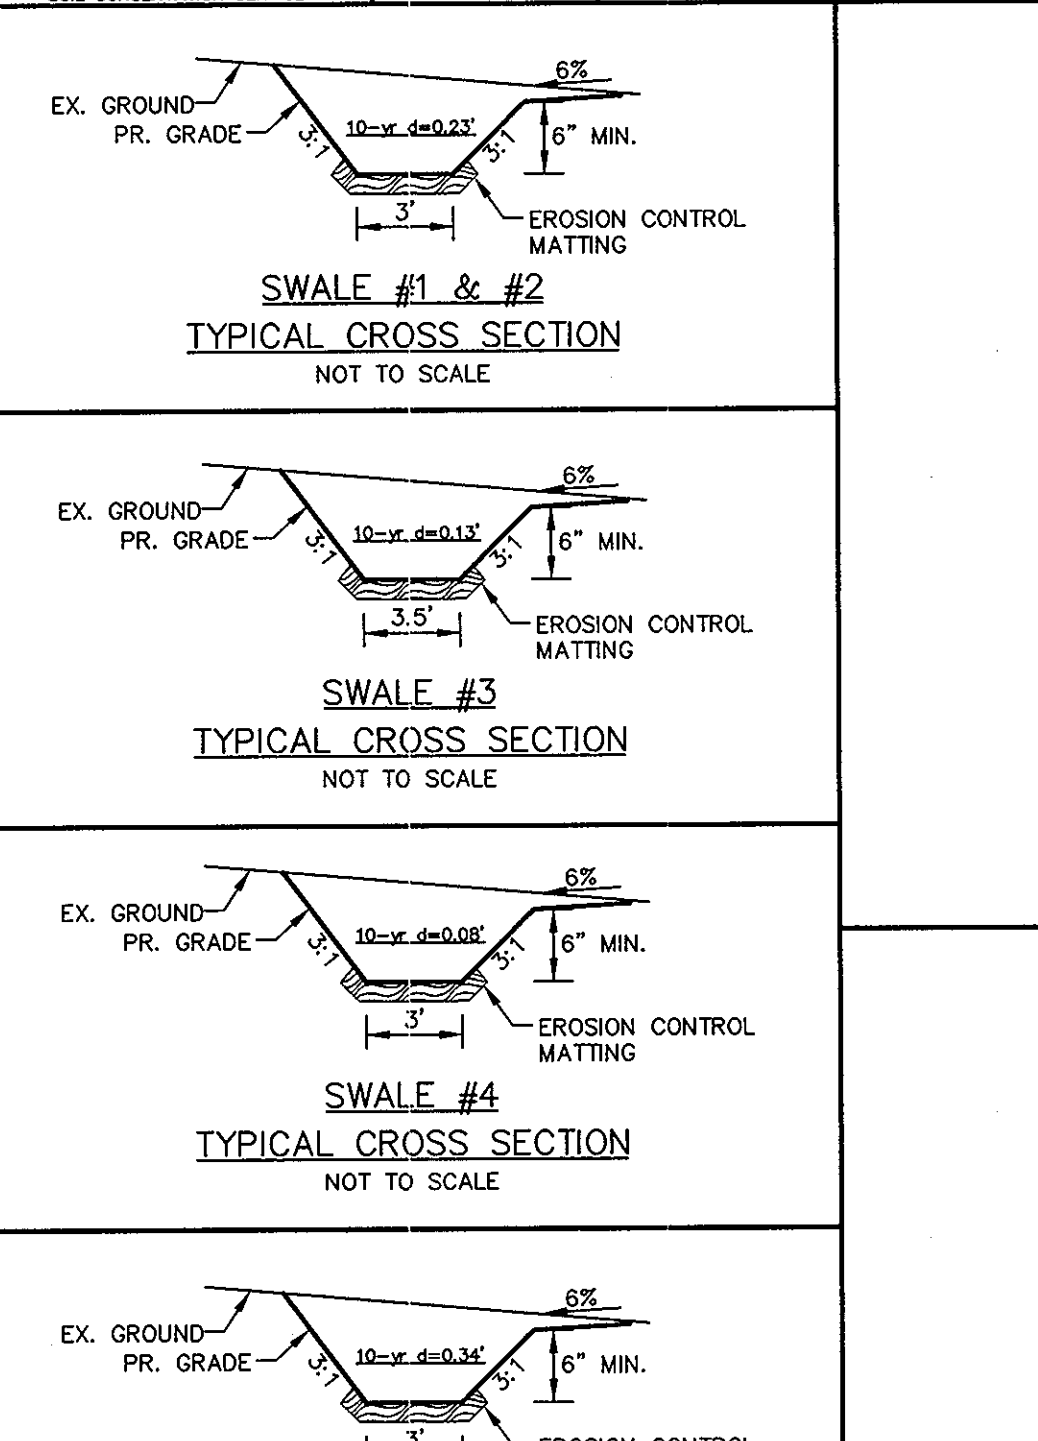 6%
EX. GROUND
PR. GRADE
3:1
10-yr d=0.23'
3:1
6" MIN.
3'
EROSION CONTROL
MATTING
SWALE #1 & #2
TYPICAL CROSS SECTION
NOT TO SCALE
6%
EX. GROUND
PR. GRADE
3:1
10-yr d=0.13'
3:1
6" MIN.
3.5'
EROSION CONTROL
MATTING
SWALE #3
TYPICAL CROSS SECTION
NOT TO SCALE
6%
EX. GROUND
PR. GRADE
3:1
10-yr d=0.08'
3:1
6" MIN.
3'
EROSION CONTROL
MATTING
SWALE #4
TYPICAL CROSS SECTION
NOT TO SCALE
6%
EX. GROUND
PR. GRADE
3:1
10-yr d=0.34'
3:1
6" MIN.
3'
EROSION CONTROL